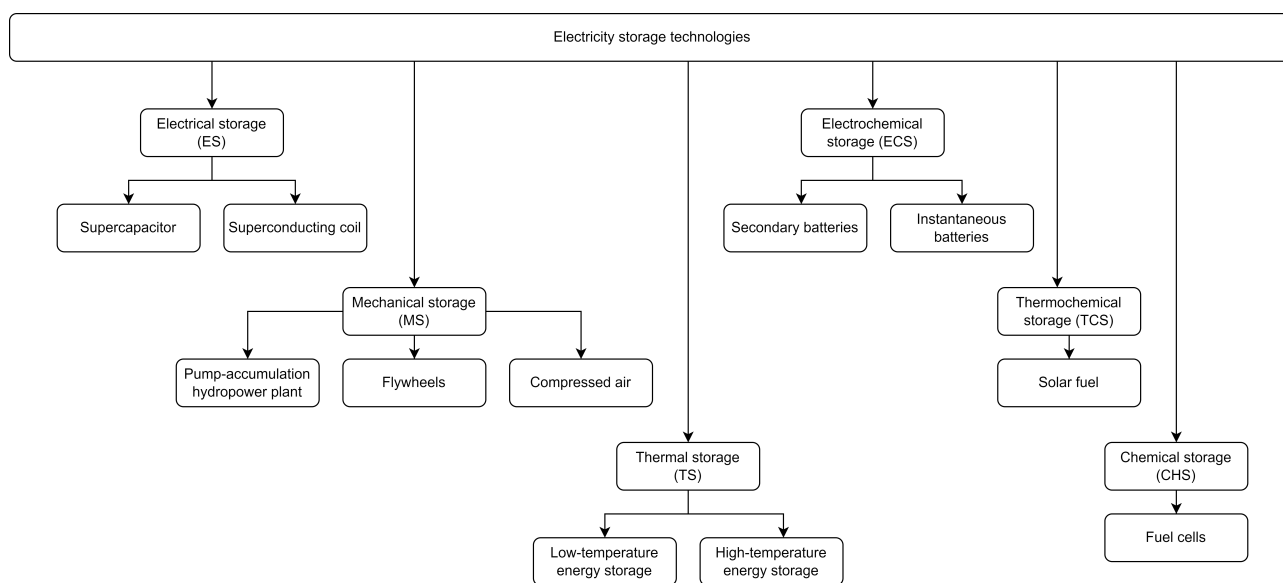 Electricity storage technologies
Electrical storage
(ES)
Electrochemical
storage (ECS)
Supercapacitor
Superconducting coil
Secondary batteries
Instantaneous
batteries
Mechanical storage
(MS)
Thermochemical
storage (TCS)
Pump-accumulation
hydropower plant
Flywheels
Compressed air
Solar fuel
Thermal storage
(TS)
Chemical storage
(CHS)
Low-temperature
energy storage
High-temperature
energy storage
Fuel cells